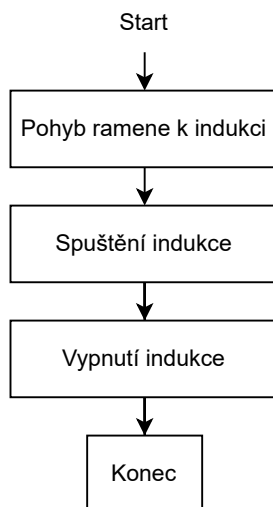 Start
Pohyb ramene k indukci
Spuštění indukce
Vypnutí indukce
Konec